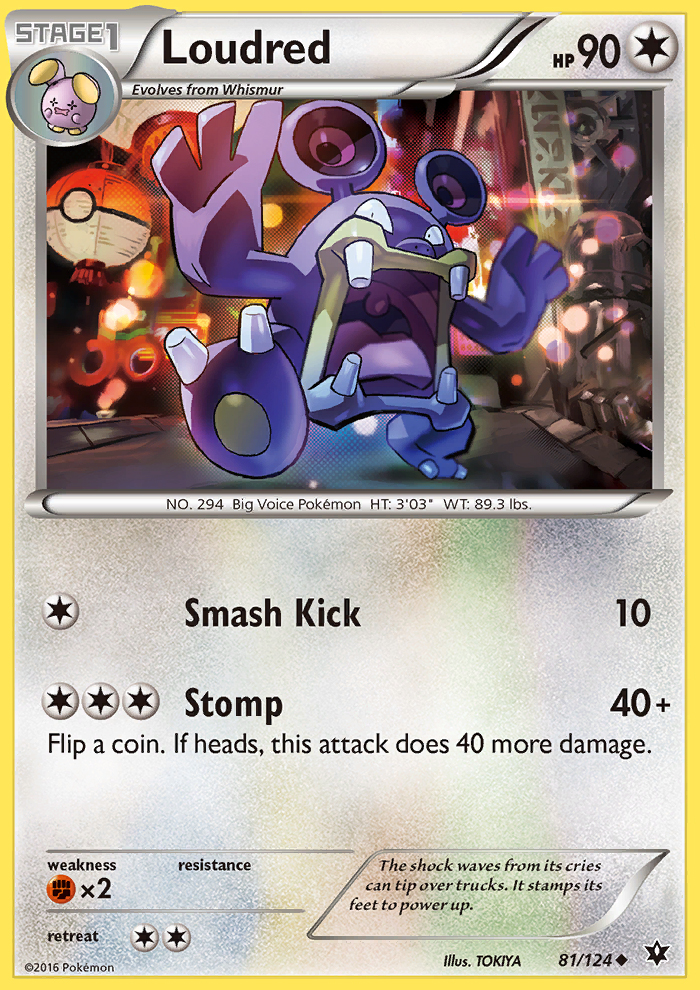 STAGE1
Loudred
HP 90
Evolves from Whismur
NO. 294 Big Voice Pokémon HT: 3'03" WT: 89.3 lbs.
Smash Kick 10
Stomp 40+
Flip a coin. If heads, this attack does 40 more damage.
weakness resistance
×2
The shock waves from its cries
can tip over trucks. It stamps its
feet to power up.
retreat
©2016 Pokémon
Illus. TOKIYA 81/124